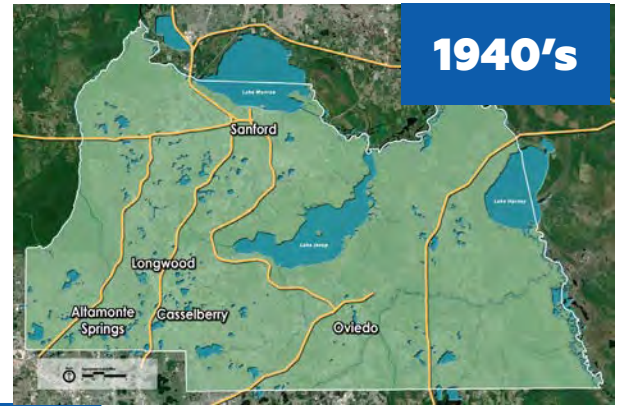 1940's
Lake Monroe
Sanford
Lake Harney
Lake Jesup
Longwood
Altamonte
Springs
Casselberry
Oviedo